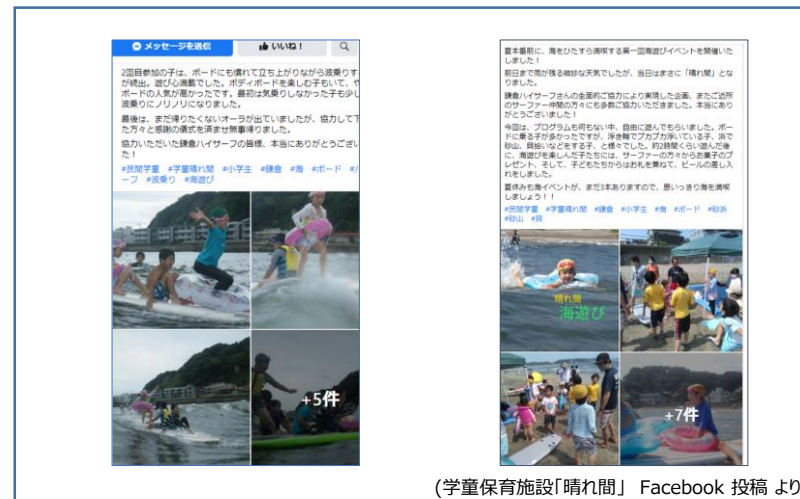 メッセージを送信
いいね！
2回目参加の子は、ボードにも慣れて立ち上がりながら波乗りす
が続出。遊び心満載でした。ボディボードを楽しむ子もいて、や
ボードの人気が高かったです。最初は気乗りしなかった子も少し
波乗りにノリノリになりました。
最後は、まだ帰りたくないオーラが出ていましたが、協力して下
た方々と感謝の儀式を済ませ無事帰りました。
協力いただいた鎌倉ハイサーフの皆様、本当にありがとうござい
た！
#民間学童 #学童晴れ間 #小学生 #鎌倉 #海 #ボード
ーフ #波乗り #海遊び
+5件
夏本番前に、海をひたすら満喫する第一回海遊びイベントを開催いた
しました！
前日まで雨が残る微妙な天気でしたが、当日はまさに「晴れ間」とな
りました。
鎌倉ハイサーフさんの全面的ご協力により実現した企画、またご近所
のサーファー仲間の方々にも多数ご協力いただきました。本当にあり
がとうございました！
今回は、プログラムも何もない中、自由に遊んでもらいました。ボー
ドに乗る子が多かったですが、浮き輪でプカプカ浮いている子、浜で
砂山、貝拾いなどをする子、と様々でした。約2時間くらい遊んだ後
に、海遊びを楽しんだ子たちには、サーファーの方々からお菓子のプ
レゼント、そして、子どもたちからはお礼を兼ねて、ビールの差し入
れをしました。
夏休みも海イベントが、まだ3本ありますので、思いっきり海を満喫
しましょう！！
#民間学童 #学童晴れ間 #鎌倉 #小学生 #海 #ボード #砂浜
#砂山 #貝
晴れ間
海遊び
+7件
(学童保育施設「晴れ間」 Facebook 投稿 より